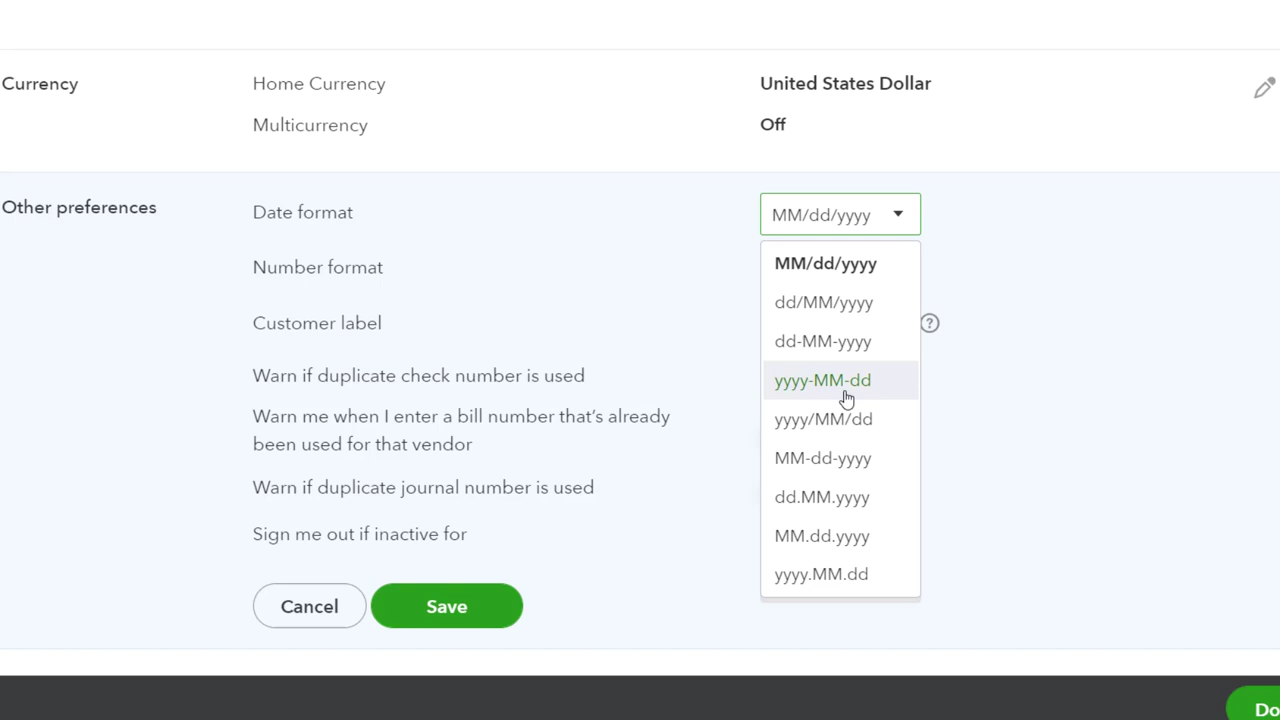 Currency
Home Currency
United States Dollar
Multicurrency
Off
Other preferences
Date format
MM/dd/yyyy
MM/dd/yyyy
Number format
dd/MM/yyyy
Customer label
?
dd-MM-yyyy
Warn if duplicate check number is used
yyyy-MM-dd
Warn me when I enter a bill number that's already
been used for that vendor
yyyy/MM/dd
MM-dd-yyyy
Warn if duplicate journal number is used
dd.MM.yyyy
Sign me out if inactive for
MM.dd.yyyy
yyyy.MM.dd
Cancel
Save
Do